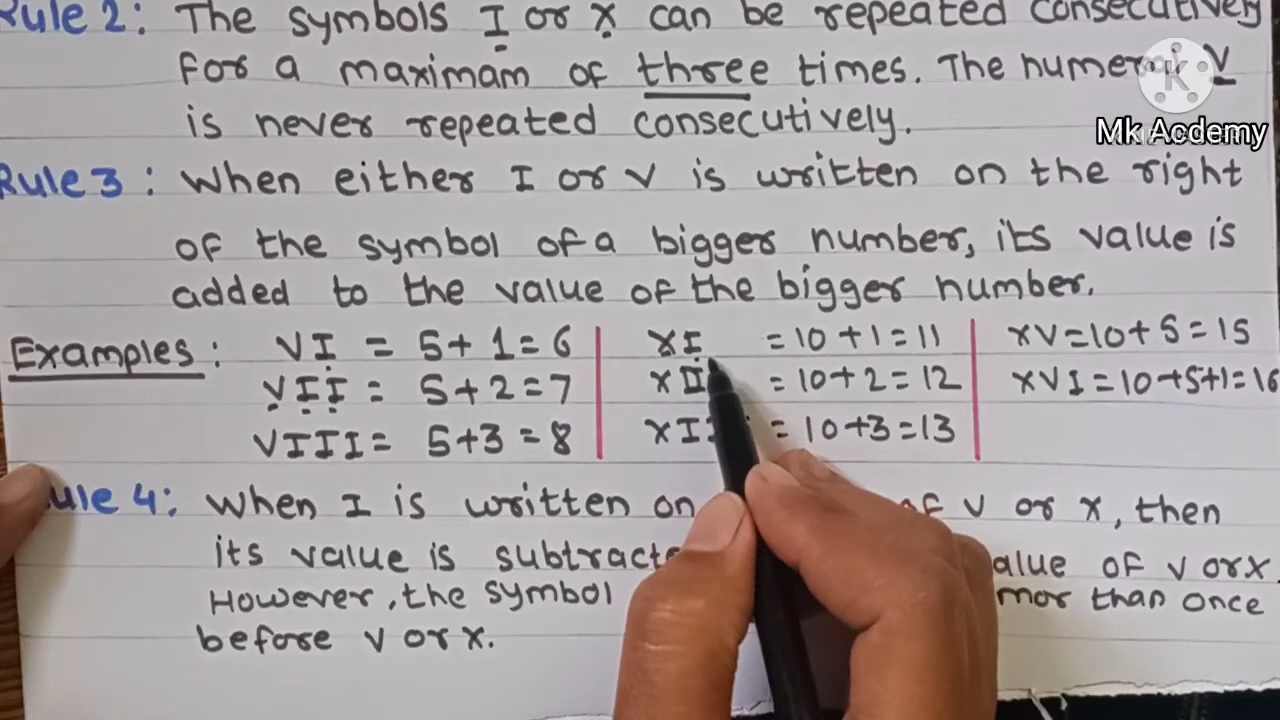 Rule 2: The symbols I or X can be repeated consecutively
for a maximam of three times. The numeral V
is never repeated consecutively.
Mk Acdemy
Rule 3: When either I or V is written on the right
of the symbol of a bigger number, its value is
added to the value of the bigger number.
Examples: VI = 5+1=6 XI =10+1=11 XV=10+5=15
VII= 5+2=7 XII =10+2=12 XVI=10+5+1=16
VIII= 5+3=8 XIII =10+3=13
Rule 4: When I is written on of V or X, then
its value is value of V or X.
However, the symbol mor than once
before V or X.